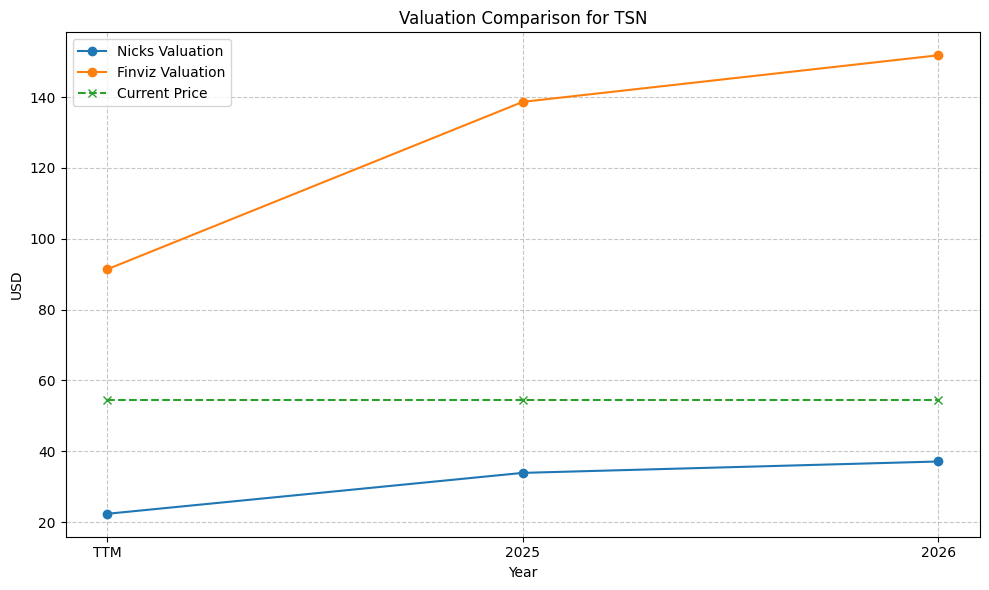 Valuation Comparison for TSN
Nicks Valuation
Finviz Valuation
Current Price
USD
140
120
100
80
60
40
20
TTM
2025
2026
Year